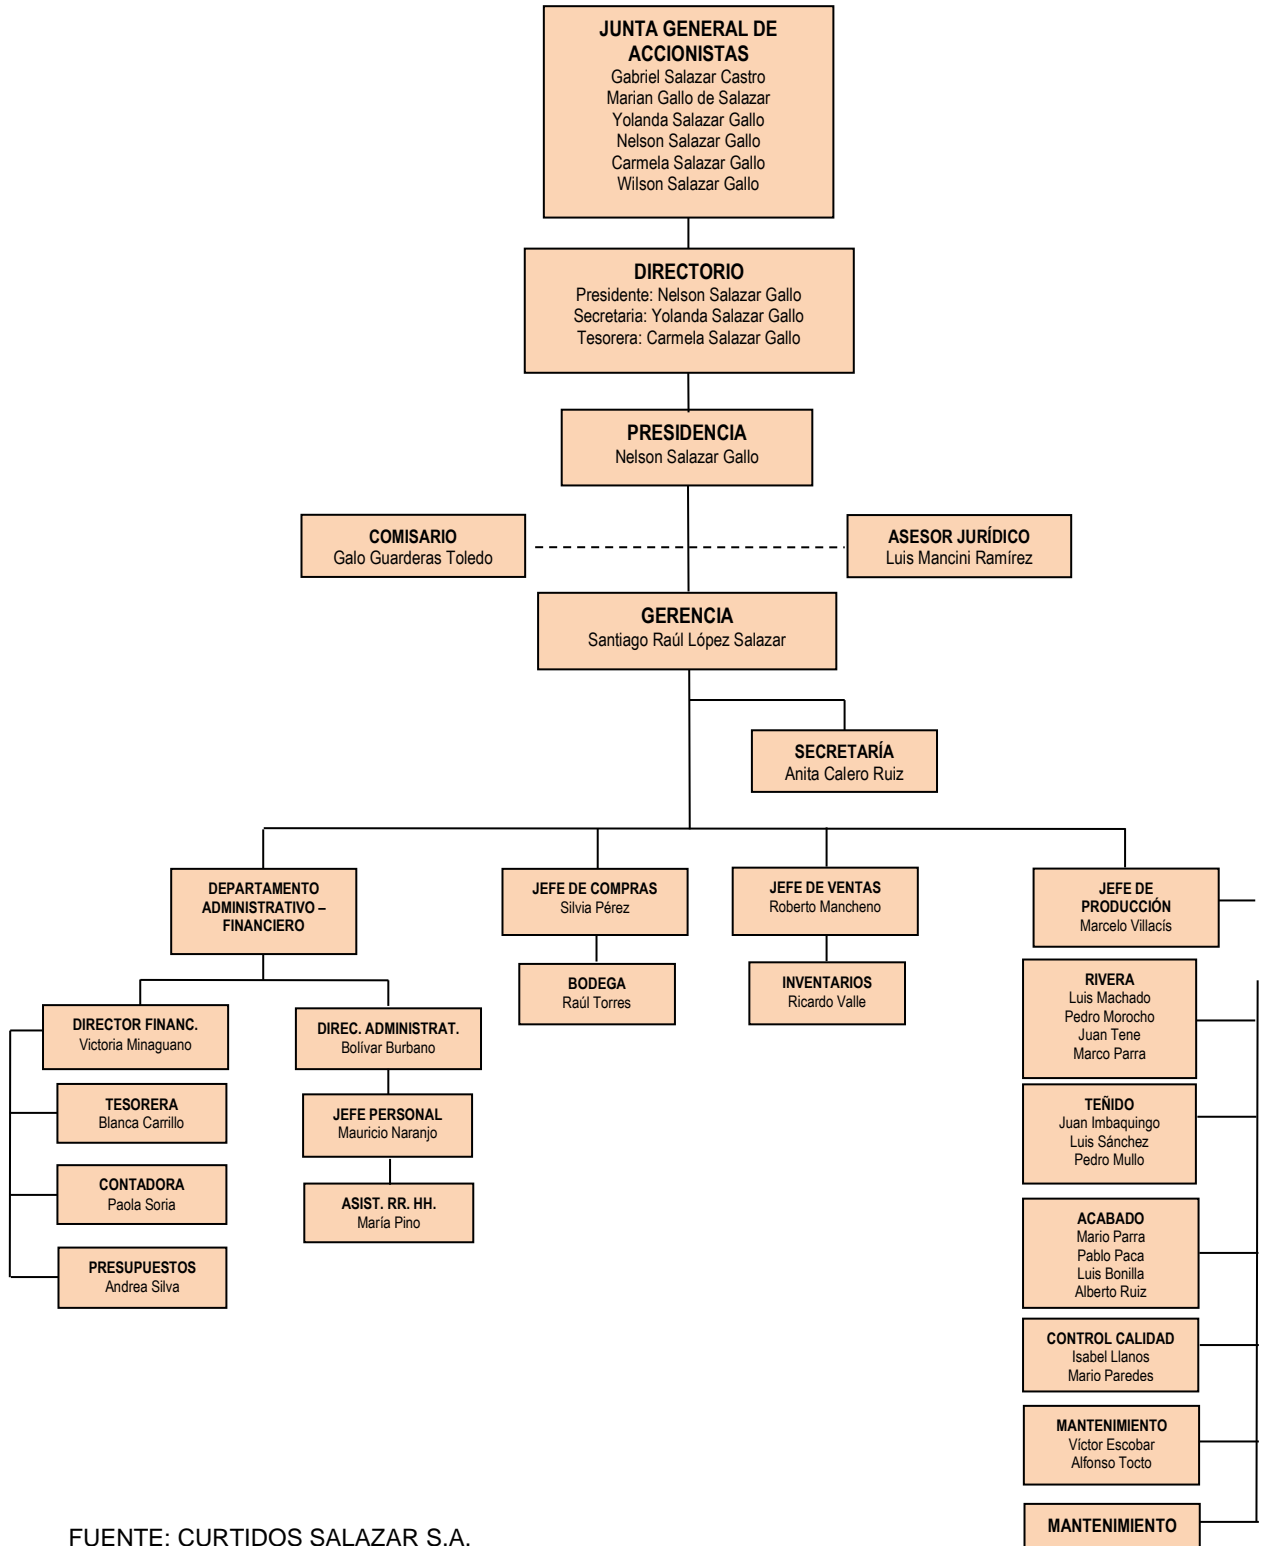 JUNTA GENERAL DE
ACCIONISTAS
Gabriel Salazar Castro
Marian Gallo de Salazar
Yolanda Salazar Gallo
Nelson Salazar Gallo
Carmela Salazar Gallo
Wilson Salazar Gallo
DIRECTORIO
Presidente: Nelson Salazar Gallo
Secretaria: Yolanda Salazar Gallo
Tesorera: Carmela Salazar Gallo
PRESIDENCIA
Nelson Salazar Gallo
COMISARIO
Galo Guarderas Toledo
ASESOR JURÍDICO
Luis Mancini Ramírez
GERENCIA
Santiago Raúl López Salazar
SECRETARÍA
Anita Calero Ruiz
DEPARTAMENTO
ADMINISTRATIVO –
FINANCIERO
JEFE DE COMPRAS
Silvia Pérez
JEFE DE VENTAS
Roberto Mancheno
JEFE DE
PRODUCCIÓN
Marcelo Villacís
BODEGA
Raúl Torres
INVENTARIOS
Ricardo Valle
DIRECTOR FINANC.
Victoria Minaguano
DIREC. ADMINISTRAT.
Bolívar Burbano
TESORERA
Blanca Carrillo
JEFE PERSONAL
Mauricio Naranjo
CONTADORA
Paola Soria
ASIST. RR. HH.
María Pino
PRESUPUESTOS
Andrea Silva
RIVERA
Luis Machado
Pedro Morocho
Juan Tene
Marco Parra
TEÑIDO
Juan Imbaquingo
Luis Sánchez
Pedro Mullo
ACABADO
Mario Parra
Pablo Paca
Luis Bonilla
Alberto Ruiz
CONTROL CALIDAD
Isabel Llanos
Mario Paredes
MANTENIMIENTO
Víctor Escobar
Alfonso Tocto
MANTENIMIENTO
FUENTE: CURTIDOS SALAZAR S.A.